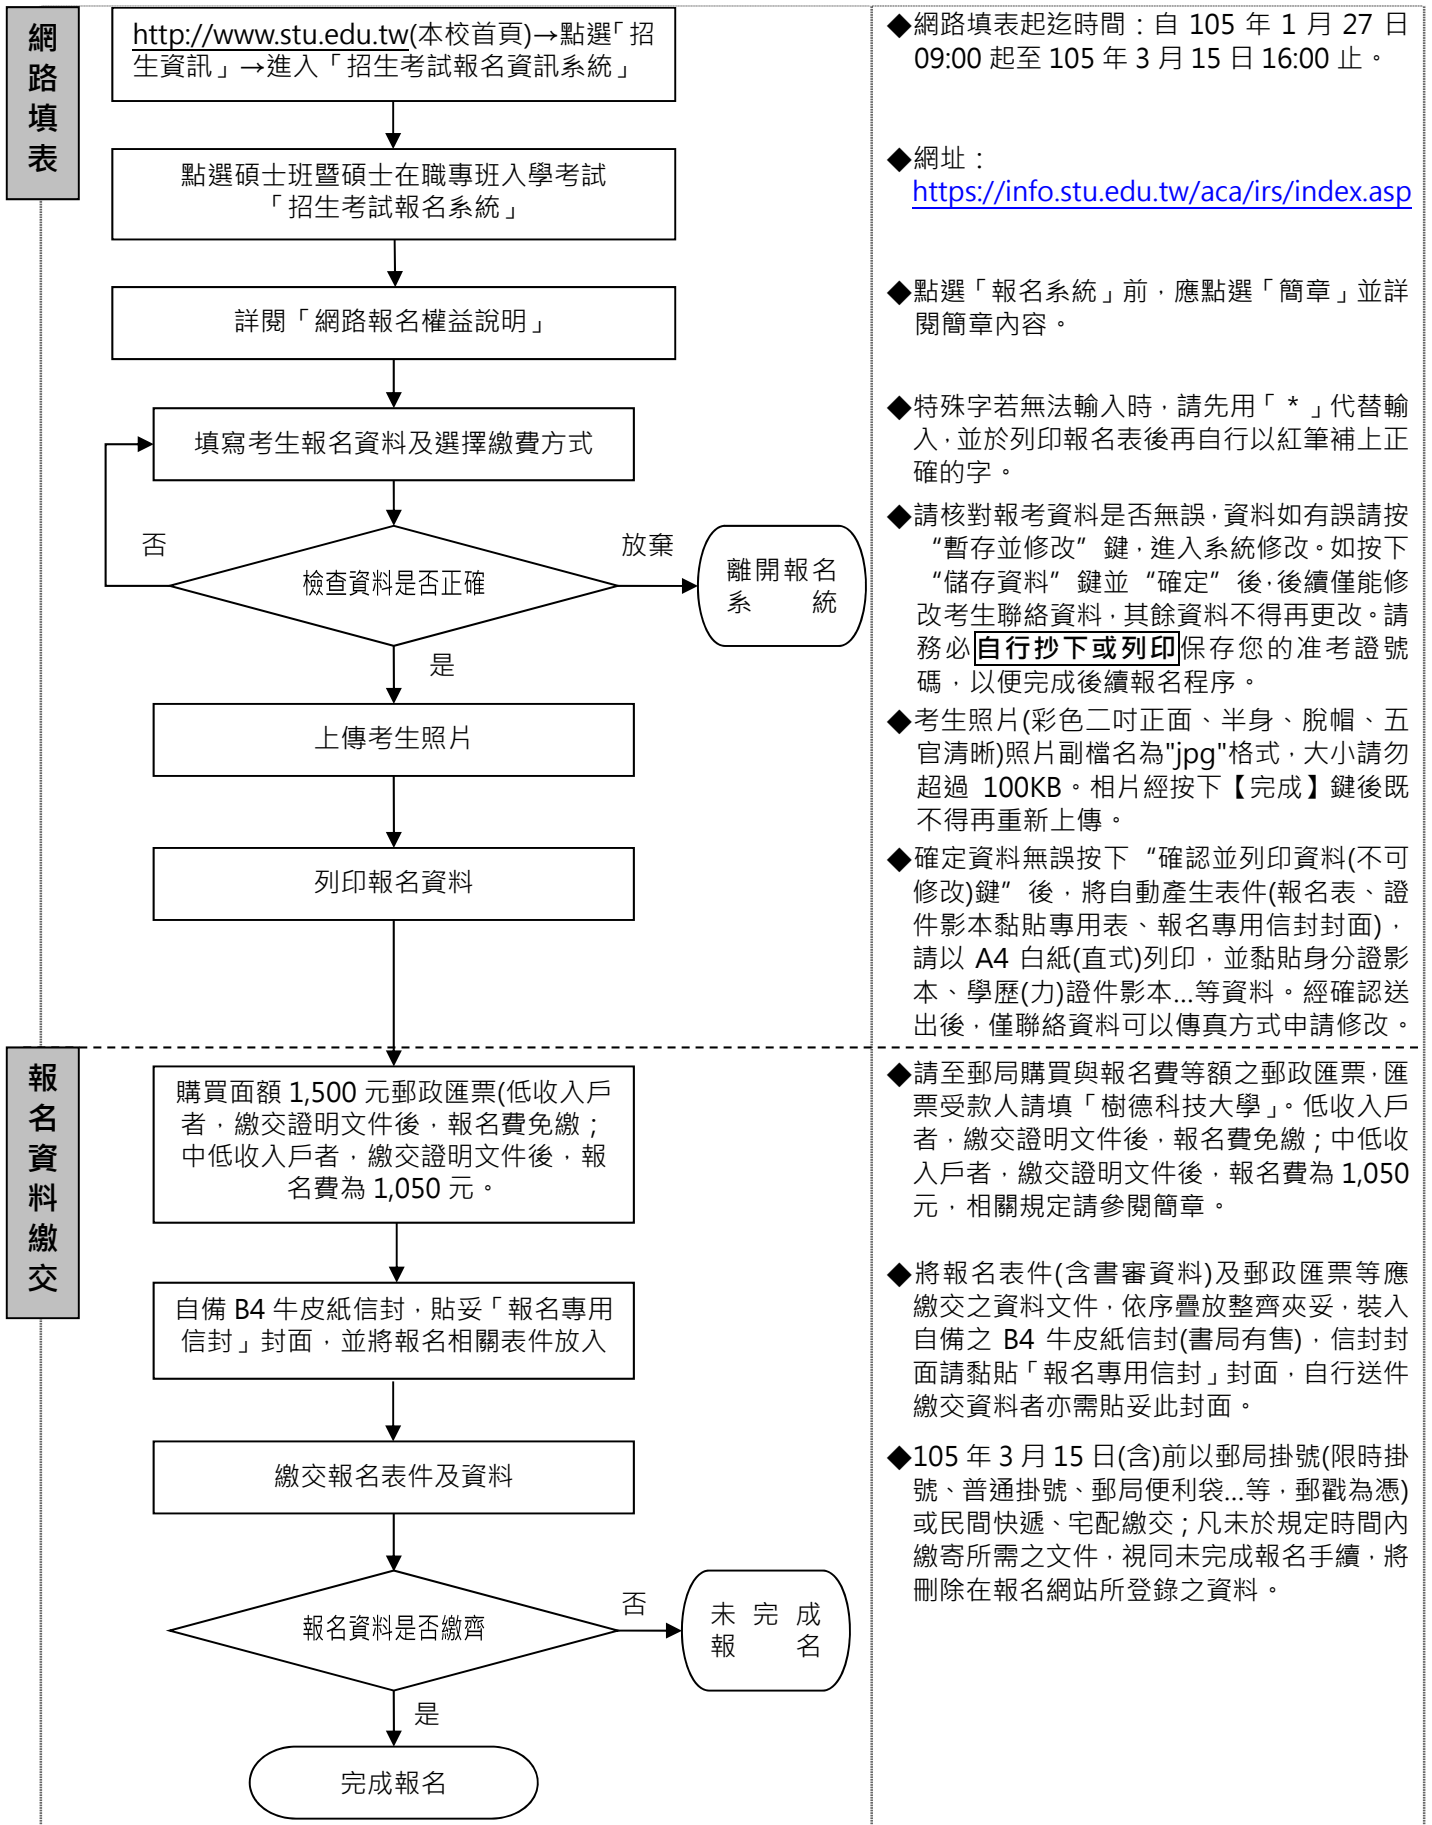 網路填表
http://www.stu.edu.tw(本校首頁)→點選「招
生資訊」→進入「招生考試報名資訊系統」
點選碩士班暨碩士在職專班入學考試
「招生考試報名系統」
詳閱「網路報名權益說明」
填寫考生報名資料及選擇繳費方式
否
檢查資料是否正確
放棄
離開報名
系統
是
上傳考生照片
列印報名資料
◆網路填表起迄時間：自 105 年 1 月 27 日
09:00 起至 105 年 3 月 15 日 16:00 止。
◆網址：
https://info.stu.edu.tw/aca/irs/index.asp
◆點選「報名系統」前，應點選「簡章」並詳
閱簡章內容。
◆特殊字若無法輸入時，請先用「 * 」代替輸
入，並於列印報名表後再自行以紅筆補上正
確的字。
◆請核對報考資料是否無誤，資料如有誤請按
“暫存並修改”鍵，進入系統修改。如按下
“儲存資料”鍵並“確定”後，後續僅能修
改考生聯絡資料，其餘資料不得再更改。請
務必自行抄下或列印保存您的准考證號
碼，以便完成後續報名程序。
◆考生照片(彩色二吋正面、半身、脫帽、五
官清晰)照片副檔名為"jpg"格式，大小請勿
超過 100KB。相片經按下【完成】鍵後既
不得再重新上傳。
◆確定資料無誤按下“確認並列印資料(不可
修改)鍵”後，將自動產生表件(報名表、證
件影本黏貼專用表、報名專用信封封面)，
請以 A4 白紙(直式)列印，並黏貼身分證影
本、學歷(力)證件影本...等資料。經確認送
出後，僅聯絡資料可以傳真方式申請修改。
報名資料繳交
購買面額 1,500 元郵政匯票(低收入戶
者，繳交證明文件後，報名費免繳；
中低收入戶者，繳交證明文件後，報
名費為 1,050 元。
自備 B4 牛皮紙信封，貼妥「報名專用
信封」封面，並將報名相關表件放入
繳交報名表件及資料
報名資料是否繳齊
否
未完成
報名
是
完成報名
◆請至郵局購買與報名費等額之郵政匯票，匯
票受款人請填「樹德科技大學」。低收入戶
者，繳交證明文件後，報名費免繳；中低收
入戶者，繳交證明文件後，報名費為 1,050
元，相關規定請參閱簡章。
◆將報名表件(含書審資料)及郵政匯票等應
繳交之資料文件，依序疊放整齊夾妥，裝入
自備之 B4 牛皮紙信封(書局有售)，信封封
面請黏貼「報名專用信封」封面，自行送件
繳交資料者亦需貼妥此封面。
◆105 年 3 月 15 日(含)前以郵局掛號(限時掛
號、普通掛號、郵局便利袋...等，郵戳為憑)
或民間快遞、宅配繳交；凡未於規定時間內
繳寄所需之文件，視同未完成報名手續，將
刪除在報名網站所登錄之資料。